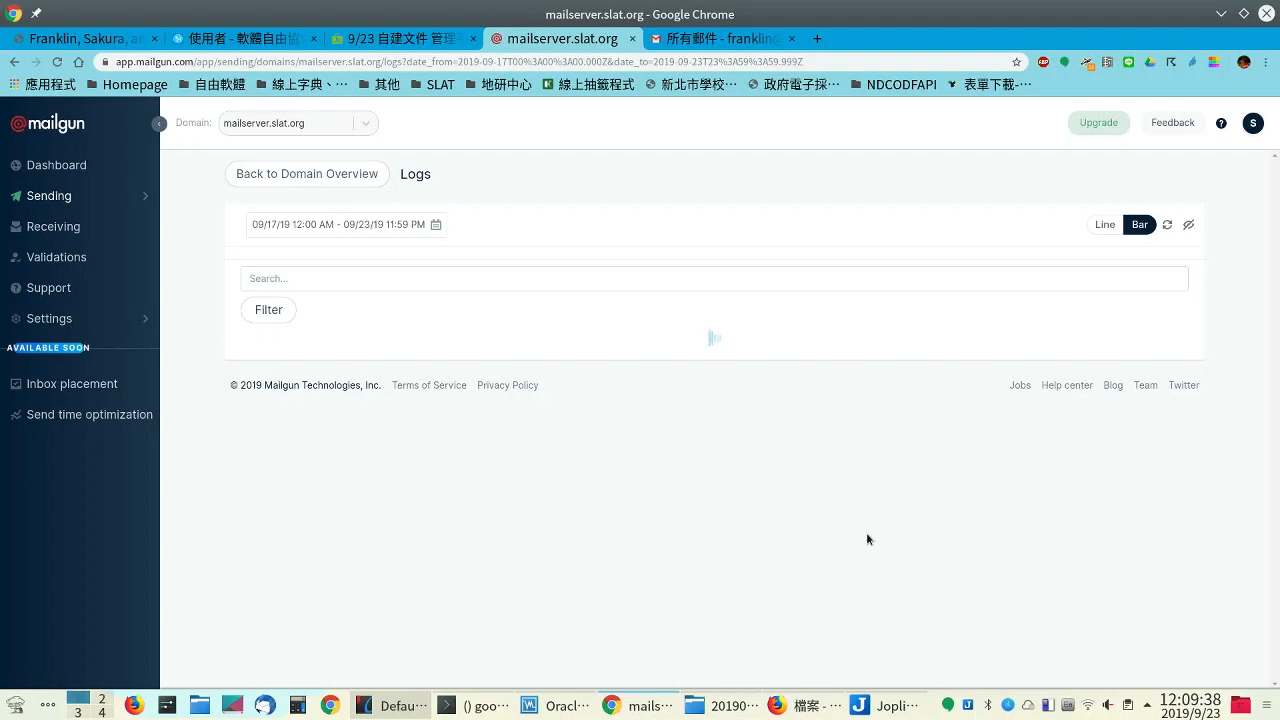 mailserver.slat.org - Google Chrome
Franklin, Sakura, a
使用者 - 軟體自由協
9/23 自建文件 管理
mailserver.slat.org
所有郵件 - franklin@
app.mailgun.com/app/sending/domains/mailserver.slat.org/logs?date_from=2019-09-17T00%3A00%3A00.000Z&date_to=2019-09-23T23%3A59%3A59.999Z
應用程式
Homepage
自由軟體
線上字典、…
其他
SLAT
地研中心
線上抽籤程式
新北市學校…
政府電子採…
NDCODFAPI
表單下載-…
mailgun
Domain: mailserver.slat.org
Upgrade
Feedback
?
S
Dashboard
Sending
Receiving
Validations
Support
Settings
AVAILABLE SOON
Inbox placement
Send time optimization
Back to Domain Overview
Logs
09/17/19 12:00 AM - 09/23/19 11:59 PM
Line
Bar
Search...
Filter
© 2019 Mailgun Technologies, Inc. Terms of Service Privacy Policy
Jobs Help center Blog Team Twitter
2
3 4
Defau…
() goo…
Oracl…
mails…
20190…
檔案 -…
Jopli…
12:09:38
2019/9/23